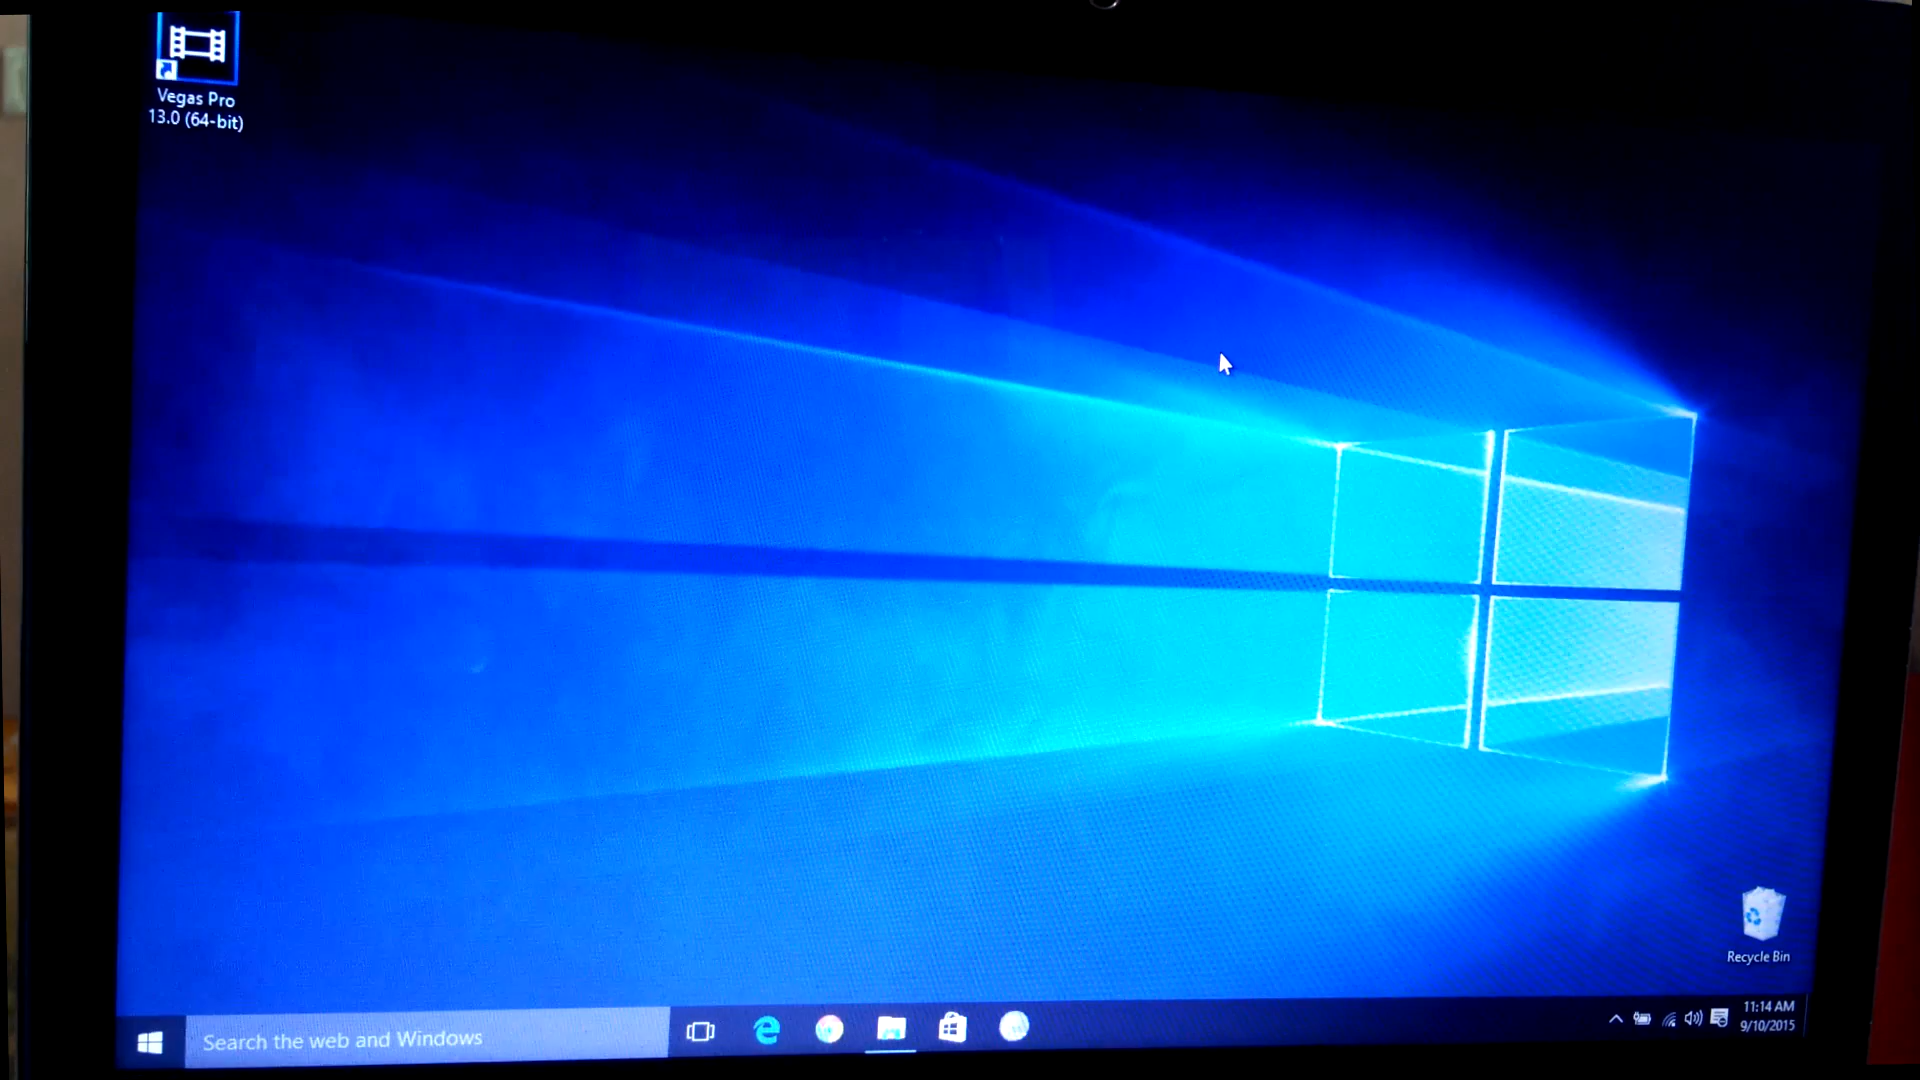 Vegas Pro
13.0 (64-bit)
Recycle Bin
Search the web and Windows
11:14 AM
9/10/2015